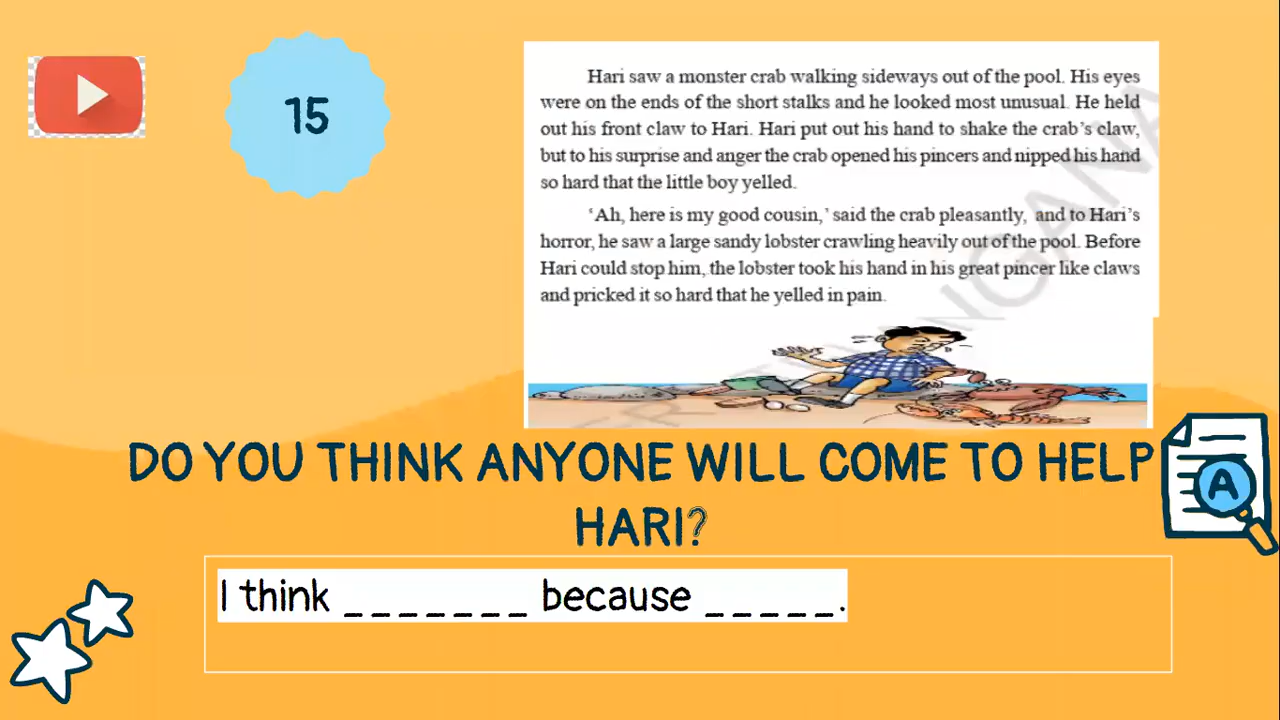 15
Hari saw a monster crab walking sideways out of the pool. His eyes
were on the ends of the short stalks and he looked most unusual. He held
out his front claw to Hari. Hari put out his hand to shake the crab's claw,
but to his surprise and anger the crab opened his pincers and nipped his hand
so hard that the little boy yelled.
'Ah, here is my good cousin,' said the crab pleasantly, and to Hari's
horror, he saw a large sandy lobster crawling heavily out of the pool. Before
Hari could stop him, the lobster took his hand in his great pincer like claws
and pricked it so hard that he yelled in pain.
DO YOU THINK ANYONE WILL COME TO HELP
HARI?
A
I think _ _ _ _ _ _ _ because _ _ _ _ _.